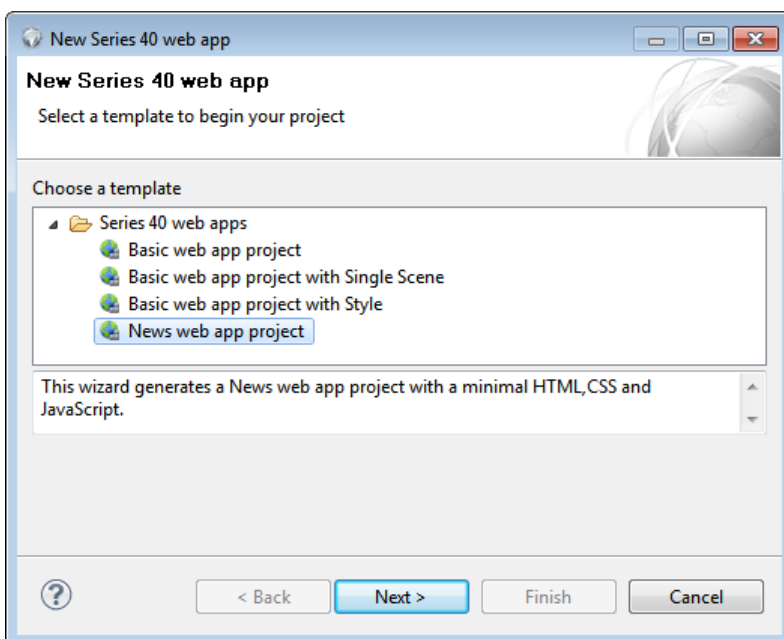 New Series 40 web app
New Series 40 web app
Select a template to begin your project
Choose a template
Series 40 web apps
Basic web app project
Basic web app project with Single Scene
Basic web app project with Style
News web app project
This wizard generates a News web app project with a minimal HTML,CSS and
JavaScript.
? < Back Next > Finish Cancel